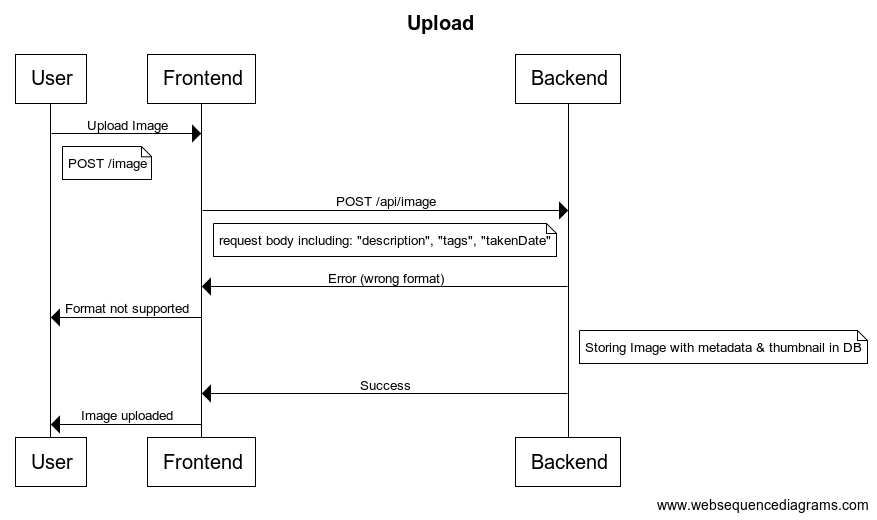 Upload
User
Frontend
Backend
Upload Image
POST /image
POST /api/image
request body including: "description", "tags", "takenDate"
Error (wrong format)
Format not supported
Storing Image with metadata & thumbnail in DB
Success
Image uploaded
User
Frontend
Backend
www.websequencediagrams.com